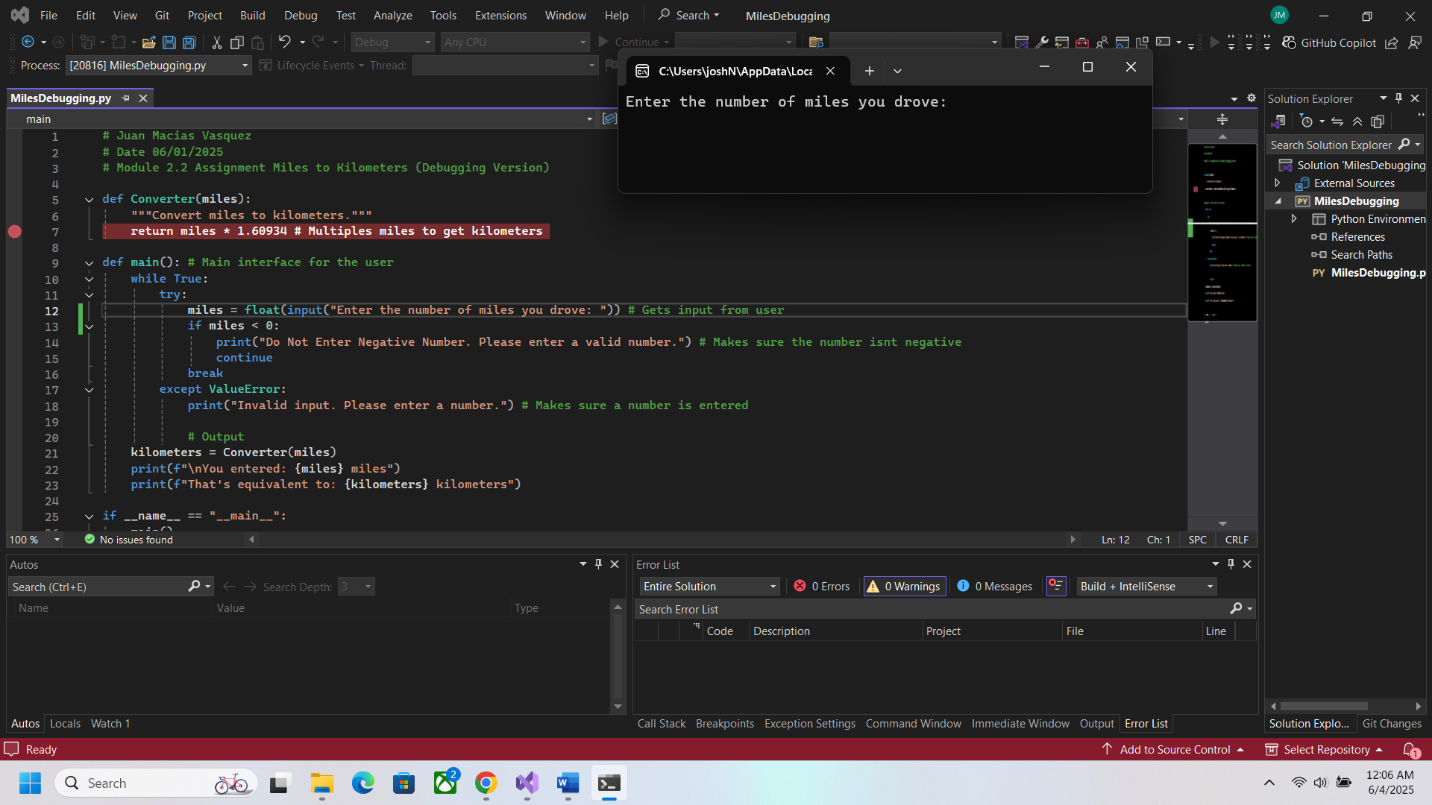 File Edit View Git Project Build Debug Test Analyze Tools Extensions Window Help Search MilesDebugging JM
Debug Any CPU Continue GitHub Copilot
Process: [20816] MilesDebugging.py Lifecycle Events Thread:
C:\Users\joshN\AppData\Loca
Enter the number of miles you drove:
MilesDebugging.py
main
1 # Juan Macias Vasquez
2 # Date 06/01/2025
3 # Module 2.2 Assignment Miles to Kilometers (Debugging Version)
4
5 def Converter(miles):
6 """Convert miles to kilometers."""
7 return miles * 1.60934 # Multiples miles to get kilometers
8
9 def main(): # Main interface for the user
10 while True:
11 try:
12 miles = float(input("Enter the number of miles you drove: ")) # Gets input from user
13 if miles < 0:
14 print("Do Not Enter Negative Number. Please enter a valid number.") # Makes sure the number isnt negative
15 continue
16 break
17 except ValueError:
18 print("Invalid input. Please enter a number.") # Makes sure a number is entered
19
20 # Output
21 kilometers = Converter(miles)
22 print(f"\nYou entered: {miles} miles")
23 print(f"That's equivalent to: {kilometers} kilometers")
24
25 if __name__ == "__main__":
100 % No issues found Ln: 12 Ch: 1 SPC CRLF
Solution Explorer
Search Solution Explorer
Solution 'MilesDebugging
External Sources
PY MilesDebugging
Python Environmen
References
Search Paths
PY MilesDebugging.p
Solution Explo... Git Changes
Autos
Search (Ctrl+E) Search Depth: 3
Name Value Type
Autos Locals Watch 1
Error List
Entire Solution 0 Errors 0 Warnings 0 Messages Build + IntelliSense
Search Error List
Code Description Project File Line
Call Stack Breakpoints Exception Settings Command Window Immediate Window Output Error List
Ready Add to Source Control Select Repository 1
Search 2 12:06 AM
6/4/2025